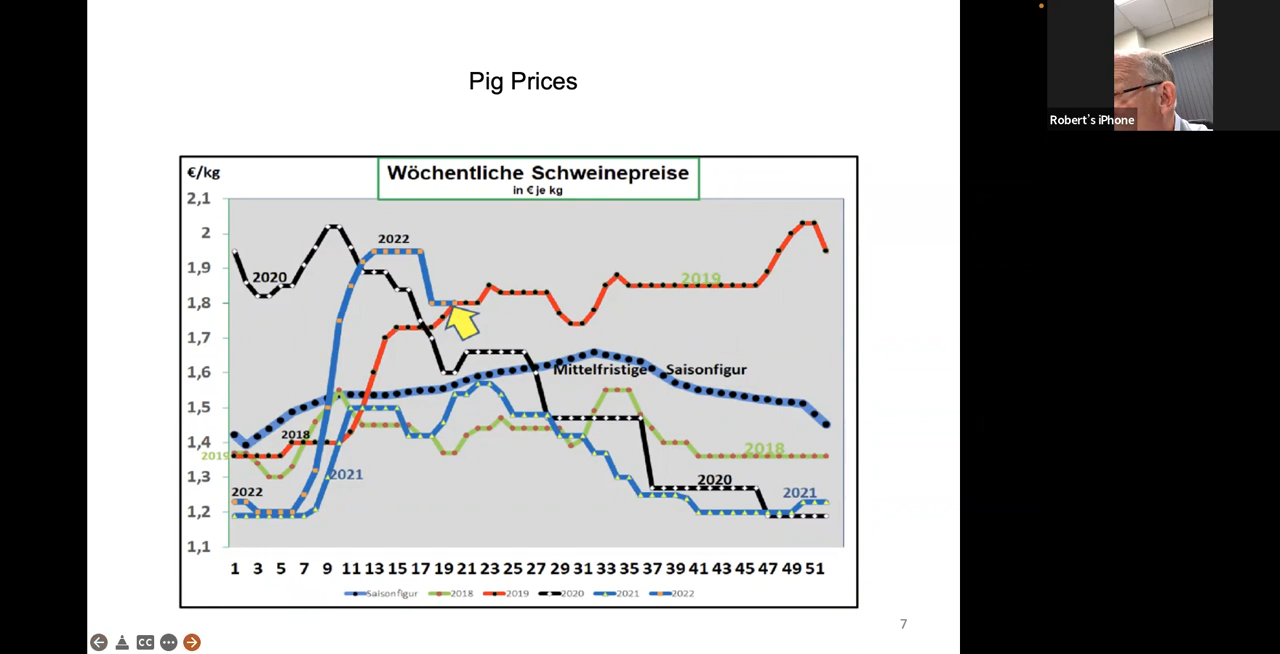 Pig Prices
€/kg
Wöchentliche Schweinepreise
in € je kg
2,1
2
1,9
1,8
1,7
1,6
1,5
1,4
1,3
1,2
1,1
2022
2020
2019
Mittelfristige Saisonfigur
2018
2019
2018
2021
2022
2020
2021
1 3 5 7 9 11 13 15 17 19 21 23 25 27 29 31 33 35 37 39 41 43 45 47 49 51
Saisonfigur 2018 2019 2020 2021 2022
7
CC
Robert's iPhone